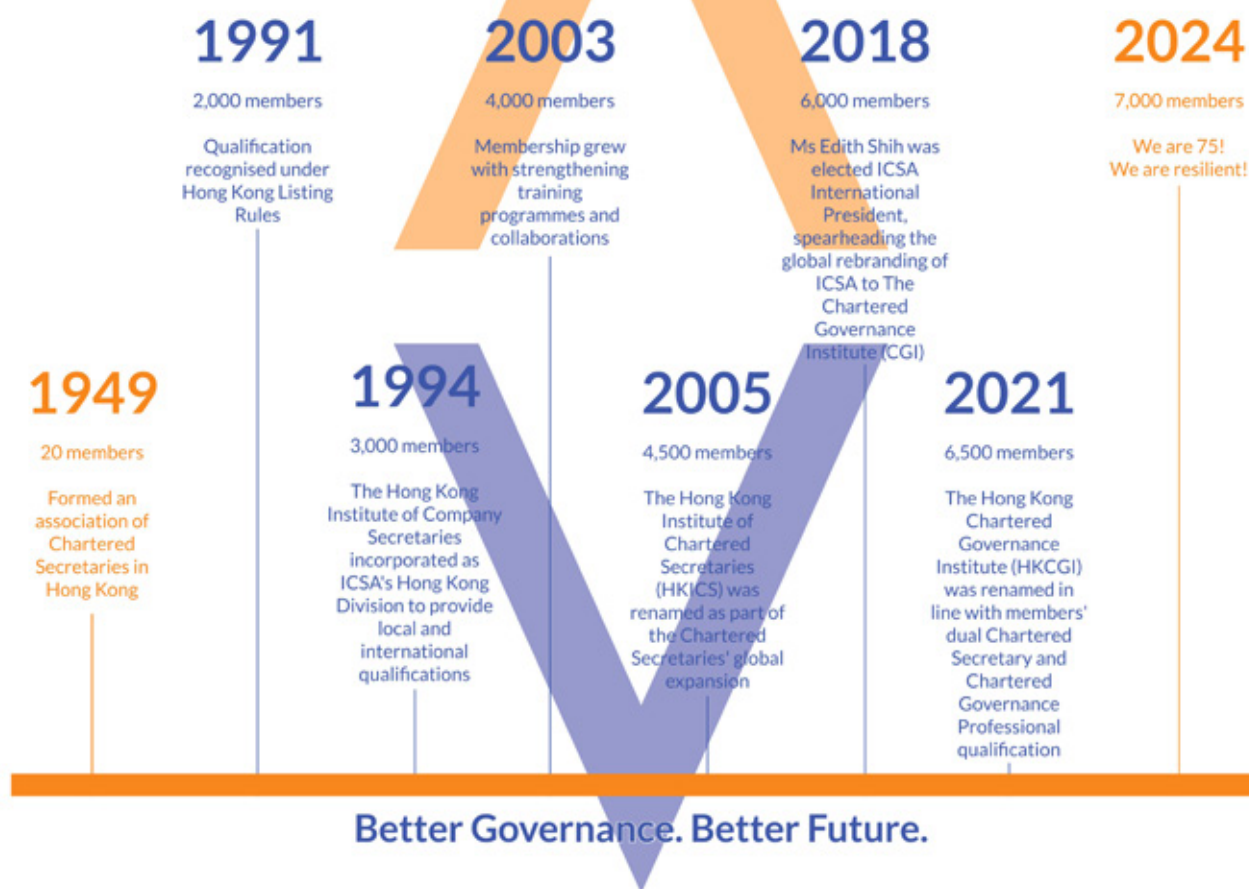 1991
2,000 members
Qualification
recognised under
Hong Kong Listing
Rules
2003
4,000 members
Membership grew
with strengthening
training
programmes and
collaborations
2018
6,000 members
Ms Edith Shih was
elected ICSA
International
President,
spearheading the
global rebranding of
ICSA to The
Chartered
Governance
Institute (CGI)
2024
7,000 members
We are 75!
We are resilient!
1949
20 members
Formed an
association of
Chartered
Secretaries in
Hong Kong
1994
3,000 members
The Hong Kong
Institute of Company
Secretaries
incorporated as
ICSA's Hong Kong
Division to provide
local and
international
qualifications
2005
4,500 members
The Hong Kong
Institute of
Chartered
Secretaries
(HKICS) was
renamed as part of
the Chartered
Secretaries' global
expansion
2021
6,500 members
The Hong Kong
Chartered
Governance
Institute (HKCGI)
was renamed in
line with members'
dual Chartered
Secretary and
Chartered
Governance
Professional
qualification
Better Governance. Better Future.